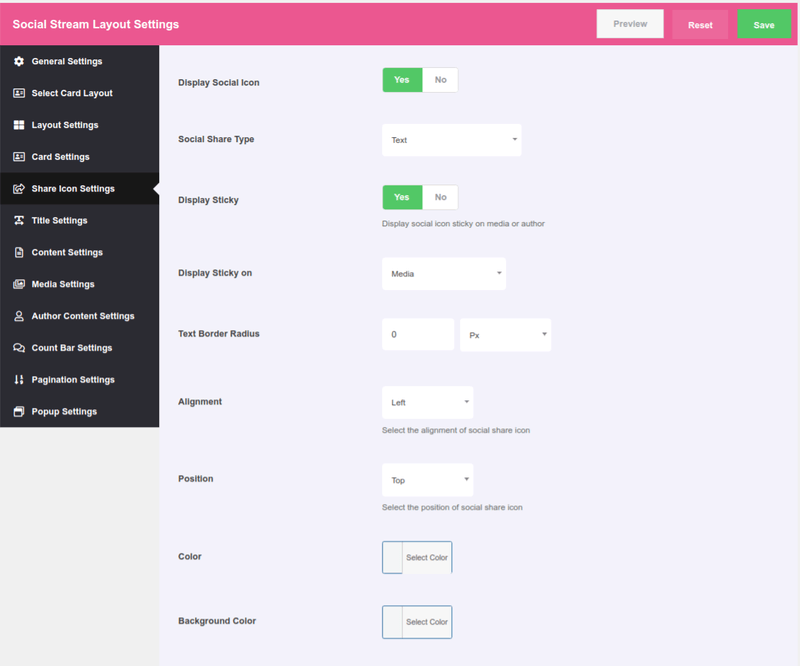 Social Stream Layout Settings
Preview
Reset
Save
General Settings
Select Card Layout
Layout Settings
Card Settings
Share Icon Settings
Title Settings
Content Settings
Media Settings
Author Content Settings
Count Bar Settings
Pagination Settings
Popup Settings
Display Social Icon
Yes No
Social Share Type
Text
Display Sticky
Yes No
Display social icon sticky on media or author
Display Sticky on
Media
Text Border Radius
0 Px
Alignment
Left
Select the alignment of social share icon
Position
Top
Select the position of social share icon
Color
Select Color
Background Color
Select Color